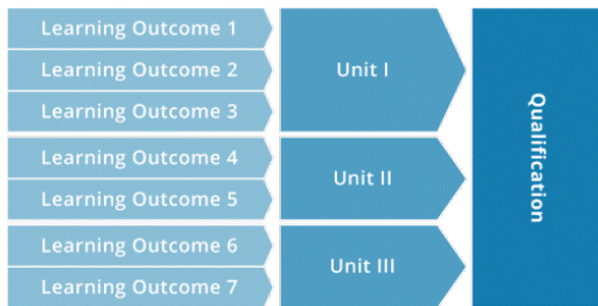 Learning Outcome 1
Learning Outcome 2
Learning Outcome 3
Unit I
Learning Outcome 4
Learning Outcome 5
Unit II
Learning Outcome 6
Learning Outcome 7
Unit III
Qualification